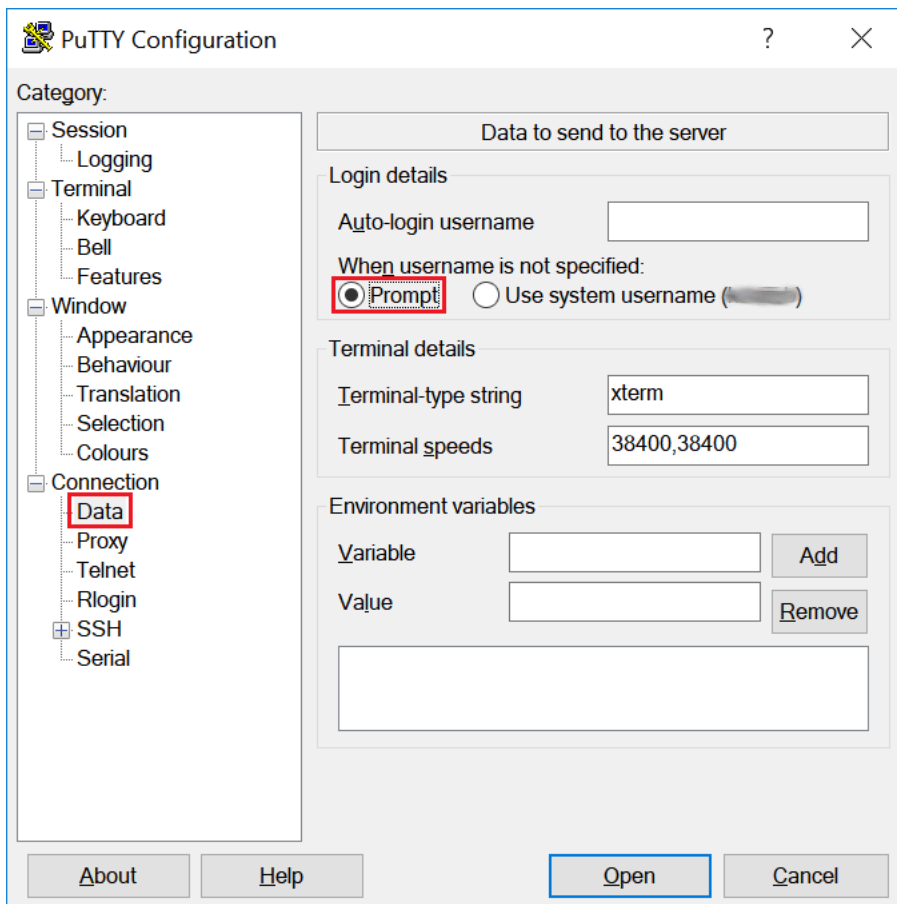 PuTTY Configuration
Category:
Session
Logging
Terminal
Keyboard
Bell
Features
Window
Appearance
Behaviour
Translation
Selection
Colours
Connection
Data
Proxy
Telnet
Rlogin
SSH
Serial
Data to send to the server
Login details
Auto-login username
When username is not specified:
Prompt
Use system username ( )
Terminal details
Terminal-type string xterm
Terminal speeds 38400,38400
Environment variables
Variable
Add
Value
Remove
About
Help
Open
Cancel